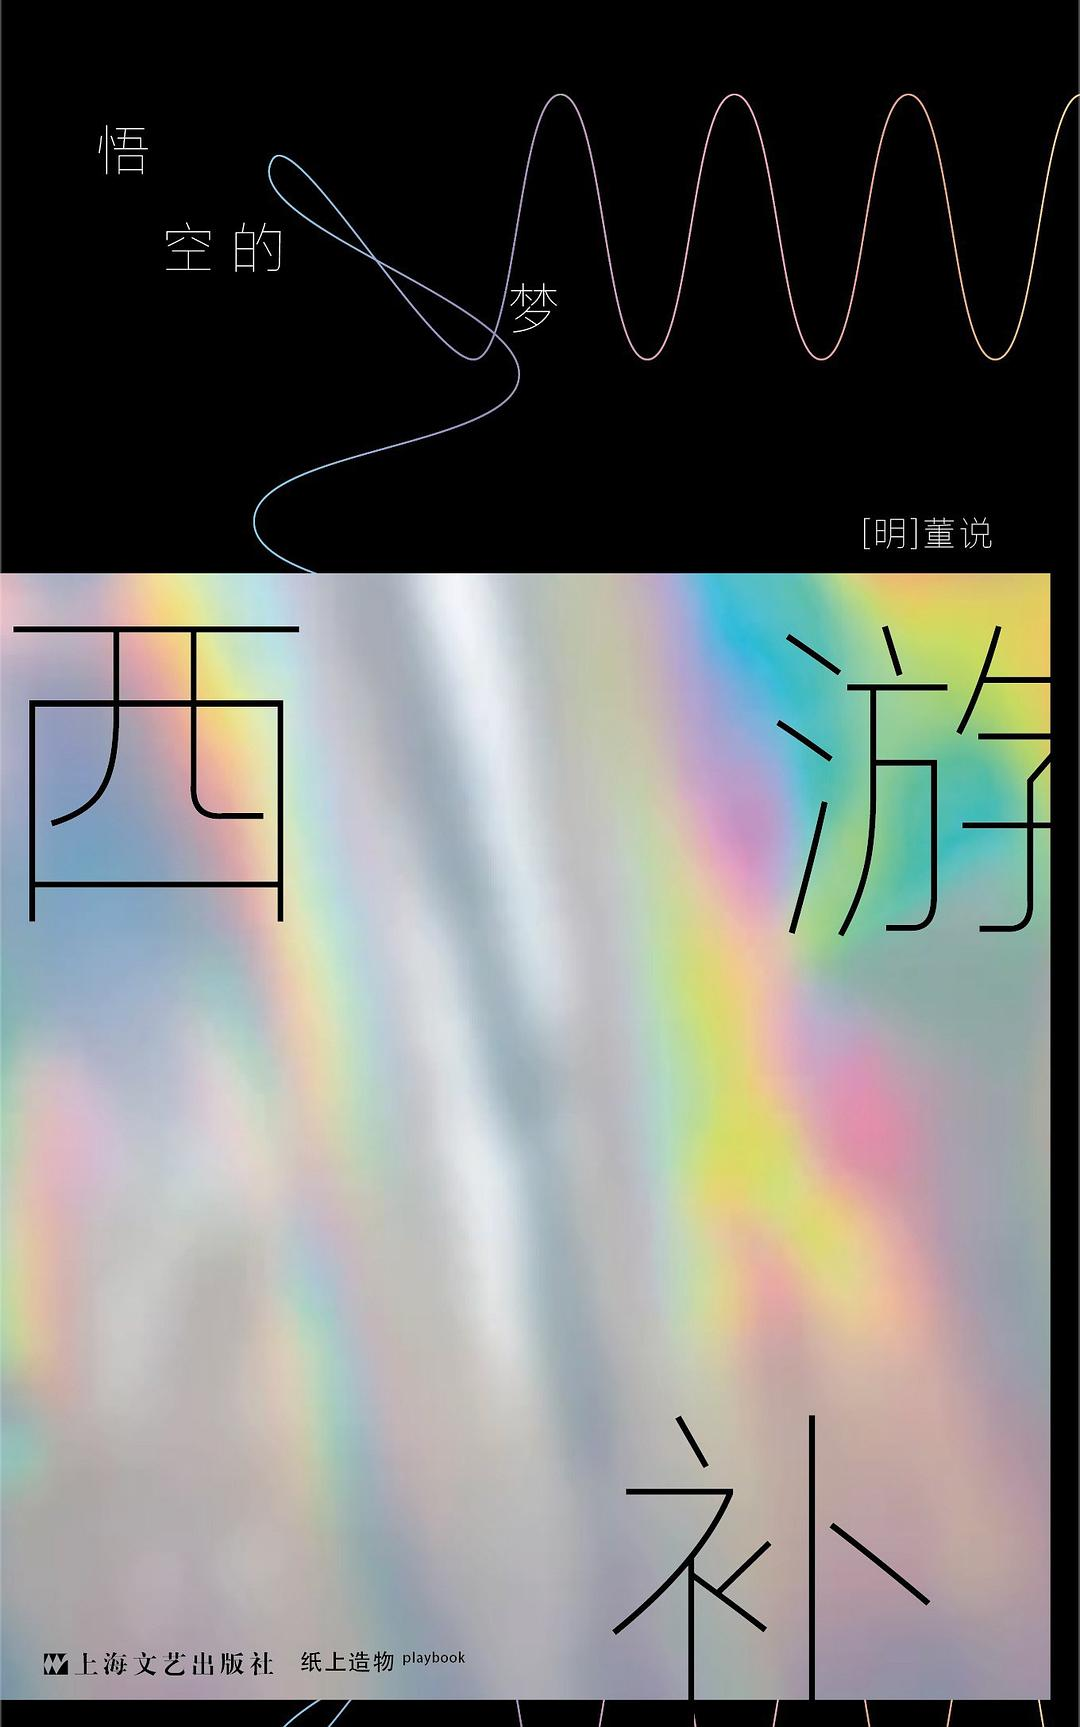 悟
空的
梦
[明]董说
西游
补
上海文艺出版社 纸上造物 playbook